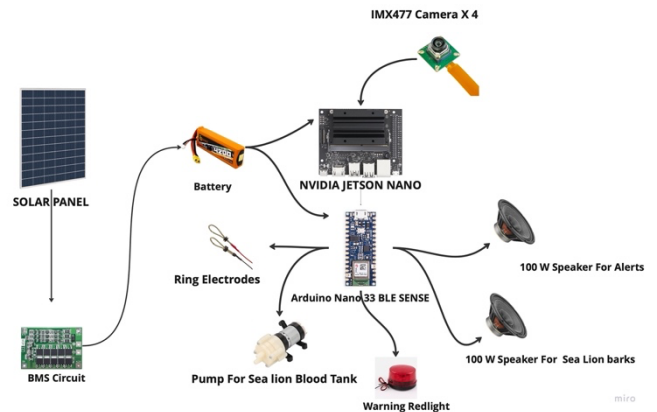 IMX477 Camera X 4
SOLAR PANEL
4200
Battery
NVIDIA JETSON NANO
Ring Electrodes
Arduino Nano 33 BLE SENSE
100 W Speaker For Alerts
BMS Circuit
Pump For Sea lion Blood Tank
100 W Speaker For Sea Lion barks
Warning Redlight
miro